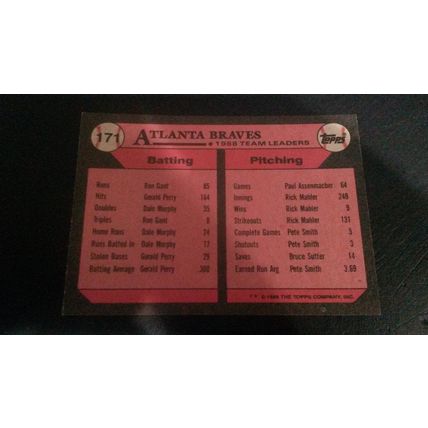 171
ATLANTA BRAVES
1988 TEAM LEADERS
TOPPS
Batting
Runs Ron Gant 85
Hits Gerald Perry 164
Doubles Dale Murphy 35
Triples Ron Gant 8
Home Runs Dale Murphy 24
Runs Batted In Dale Murphy 77
Stolen Bases Gerald Perry 29
Batting Average Gerald Perry .300
Pitching
Games Paul Assenmacher 64
Innings Rick Mahler 249
Wins Rick Mahler 9
Strikeouts Rick Mahler 131
Complete Games Pete Smith 5
Shutouts Pete Smith 3
Saves Bruce Sutter 14
Earned Run Avg. Pete Smith 3.69
© 1989 THE TOPPS COMPANY, INC.